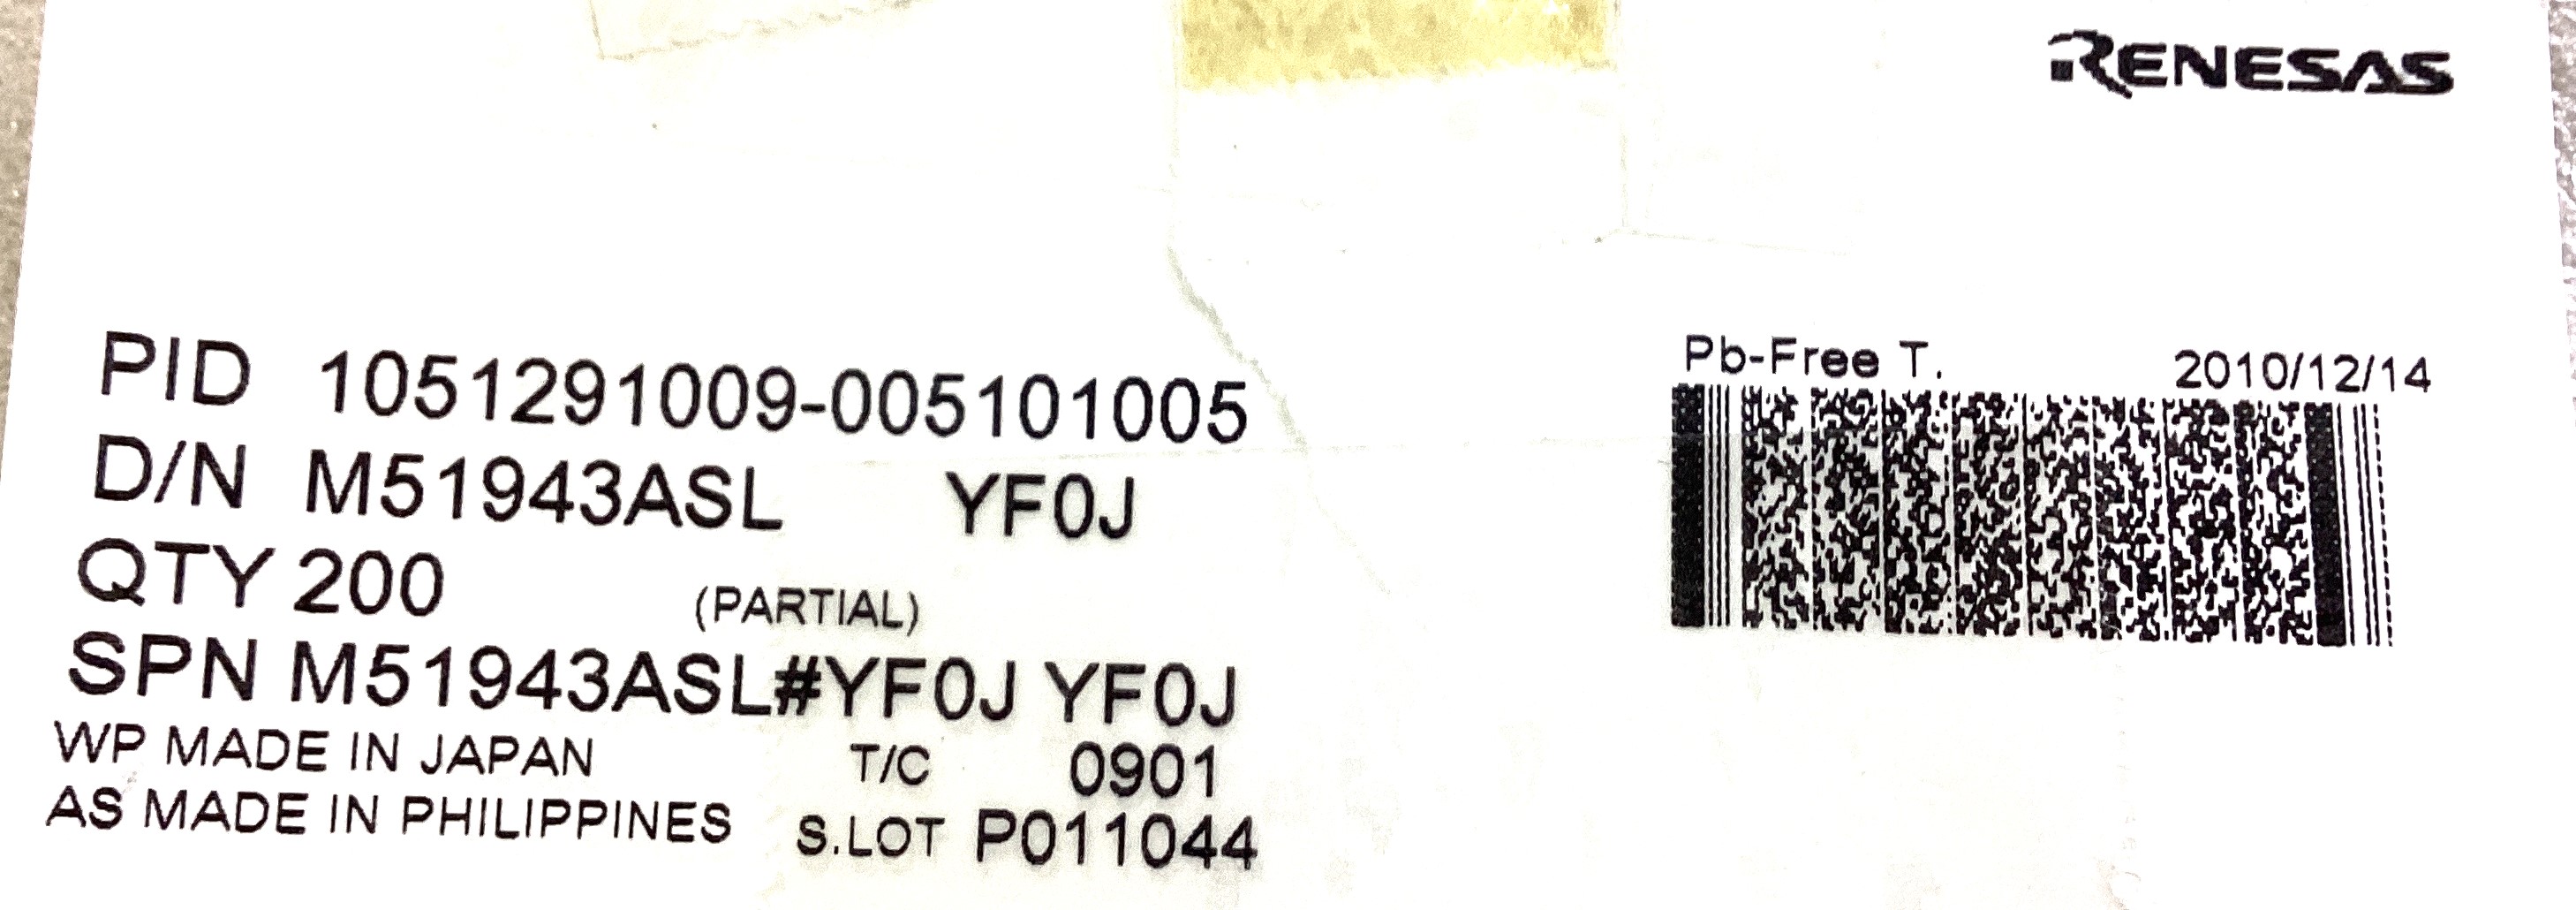 RENESAS
Pb-Free T. 2010/12/14
PID 1051291009-005101005
D/N M51943ASL YF0J
QTY 200 (PARTIAL)
SPN M51943ASL#YF0J YF0J
WP MADE IN JAPAN T/C 0901
AS MADE IN PHILIPPINES S.LOT P011044